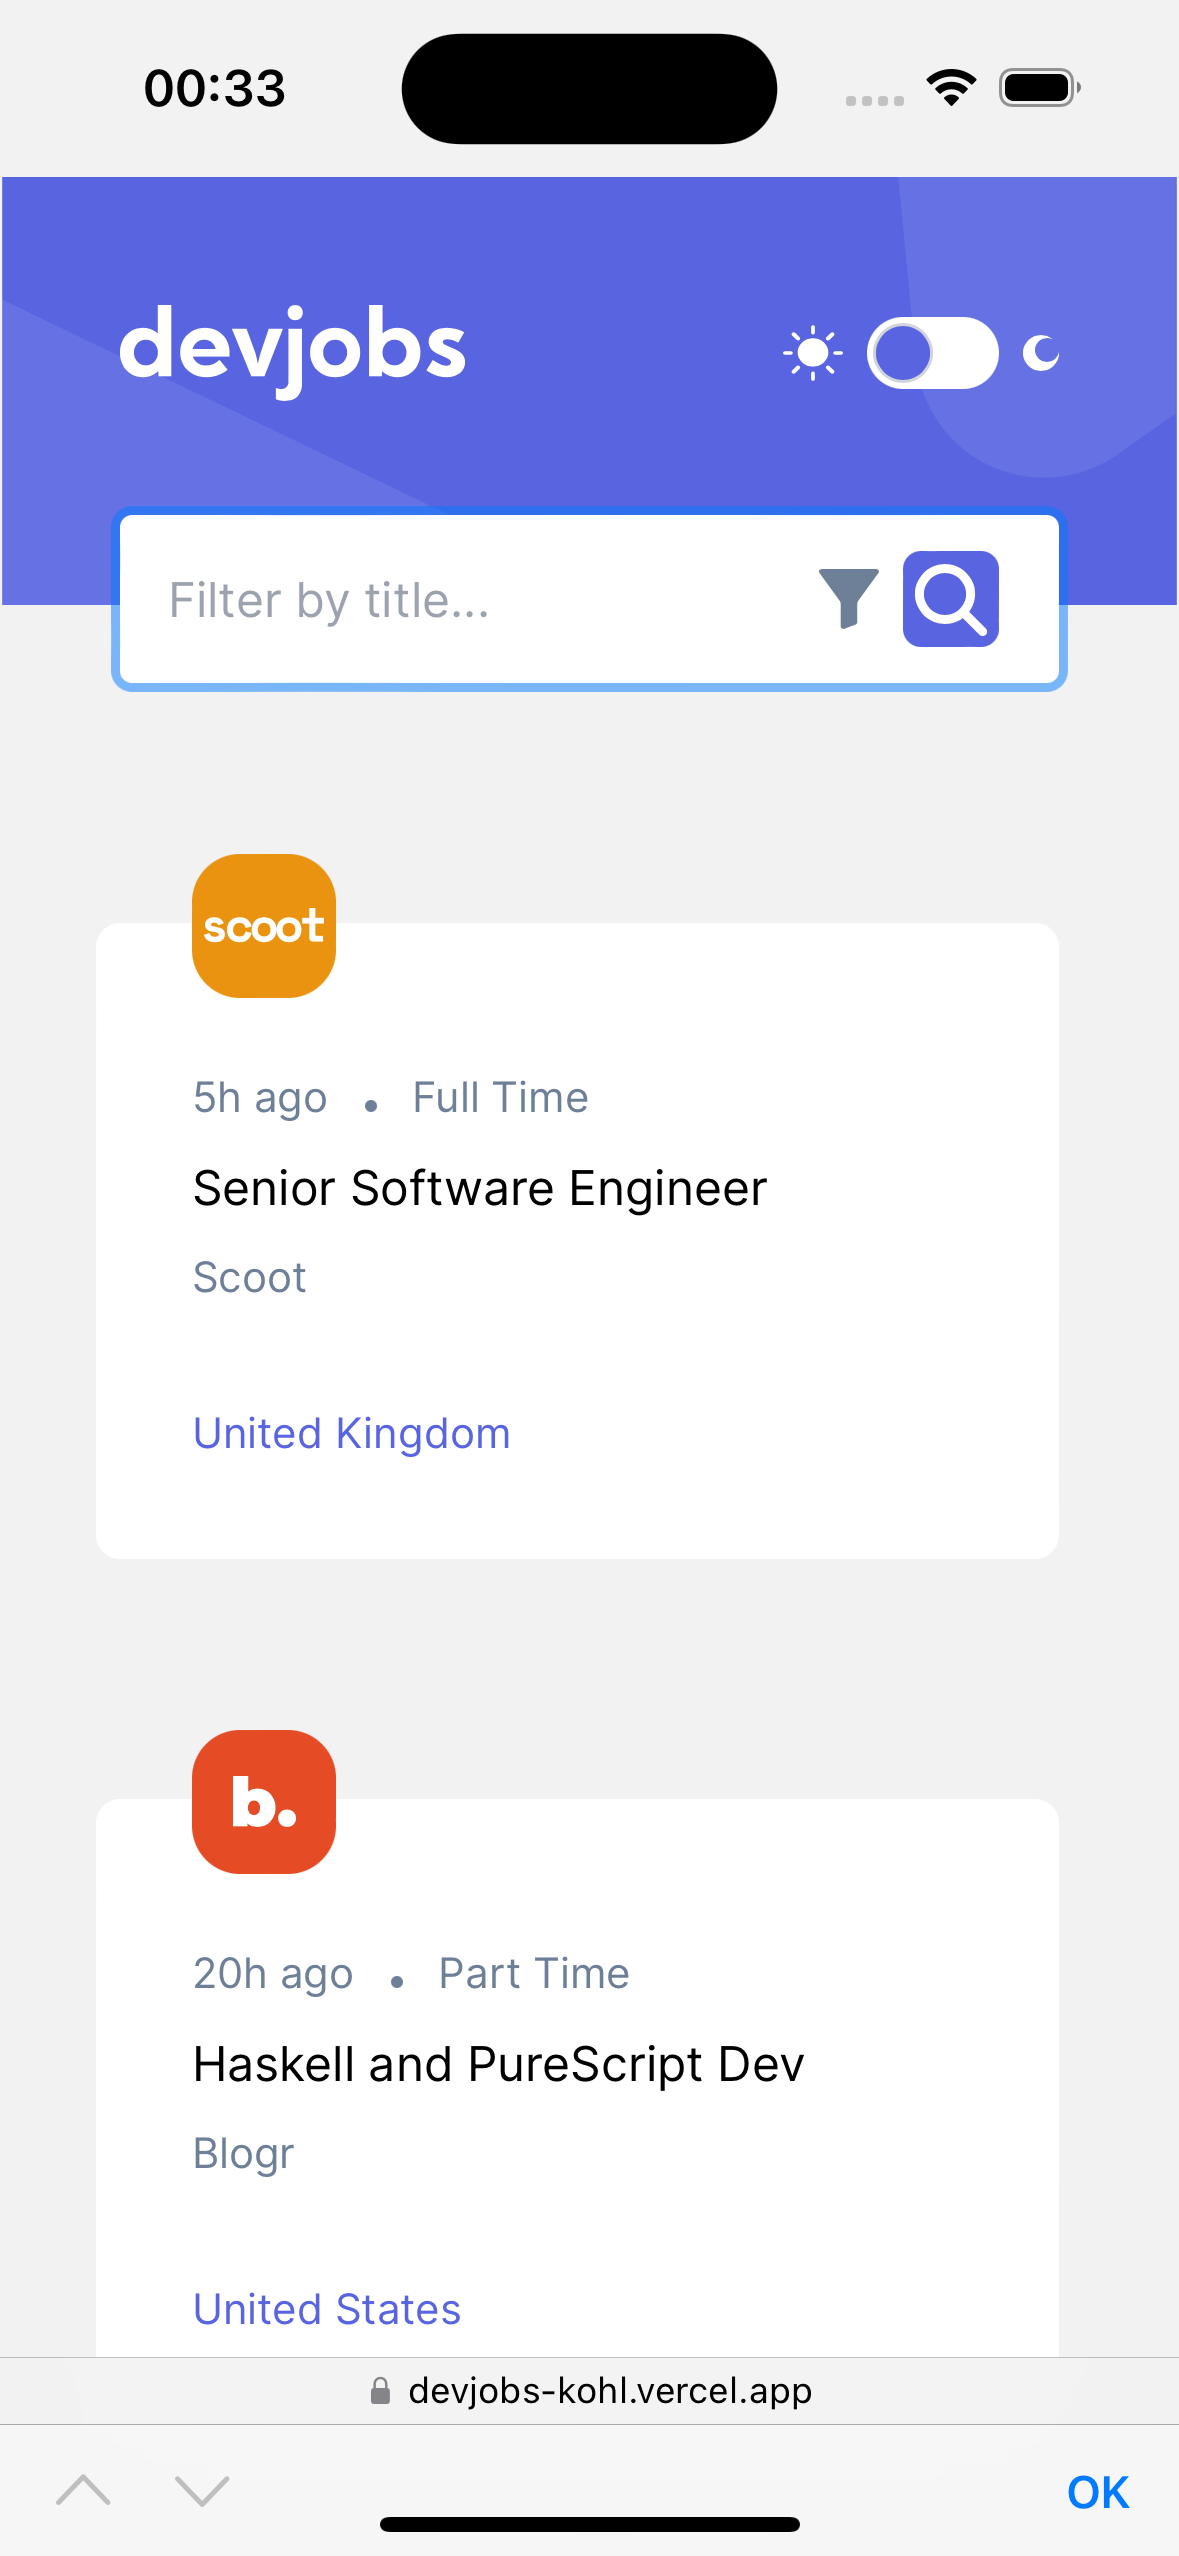 00:33
devjobs
Filter by title...
scoot
5h ago • Full Time
Senior Software Engineer
Scoot
United Kingdom
b.
20h ago • Part Time
Haskell and PureScript Dev
Blogr
United States
devjobs-kohl.vercel.app
OK